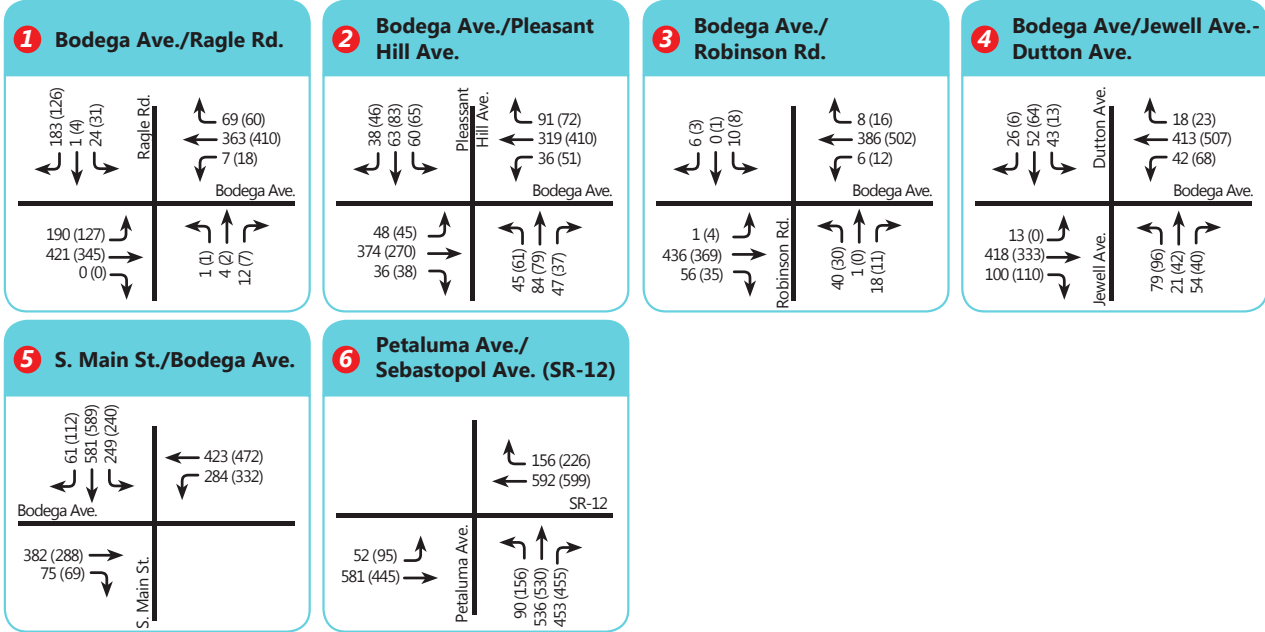 1 Bodega Ave./Ragle Rd.
183 (126)
1 (4)
24 (31)
Ragle Rd.
69 (60)
363 (410)
7 (18)
Bodega Ave.
190 (127)
421 (345)
0 (0)
1 (1)
4 (2)
12 (7)
2 Bodega Ave./Pleasant
Hill Ave.
38 (46)
63 (83)
60 (65)
Pleassant
Hill Ave.
91 (72)
319 (410)
36 (51)
Bodega Ave.
48 (45)
374 (270)
36 (38)
45 (61)
84 (79)
47 (37)
3 Bodega Ave./
Robinson Rd.
6 (3)
0 (1)
10 (8)
8 (16)
386 (502)
6 (12)
Bodega Ave.
1 (4)
436 (369)
56 (35)
Robinson Rd.
40 (30)
1 (0)
18 (11)
4 Bodega Ave/Jewell Ave.-
Dutton Ave.
26 (6)
52 (64)
43 (13)
Dutton Ave.
18 (23)
413 (507)
42 (68)
Bodega Ave.
13 (0)
418 (333)
100 (110)
Jewell Ave.
79 (96)
21 (42)
54 (40)
5 S. Main St./Bodega Ave.
61 (112)
581 (589)
249 (240)
423 (472)
284 (332)
Bodega Ave.
382 (288)
75 (69)
S. Main St.
6 Petaluma Ave./
Sebastopol Ave. (SR-12)
156 (226)
592 (599)
SR-12
52 (95)
581 (445)
Petaluma Ave.
90 (156)
536 (530)
453 (455)